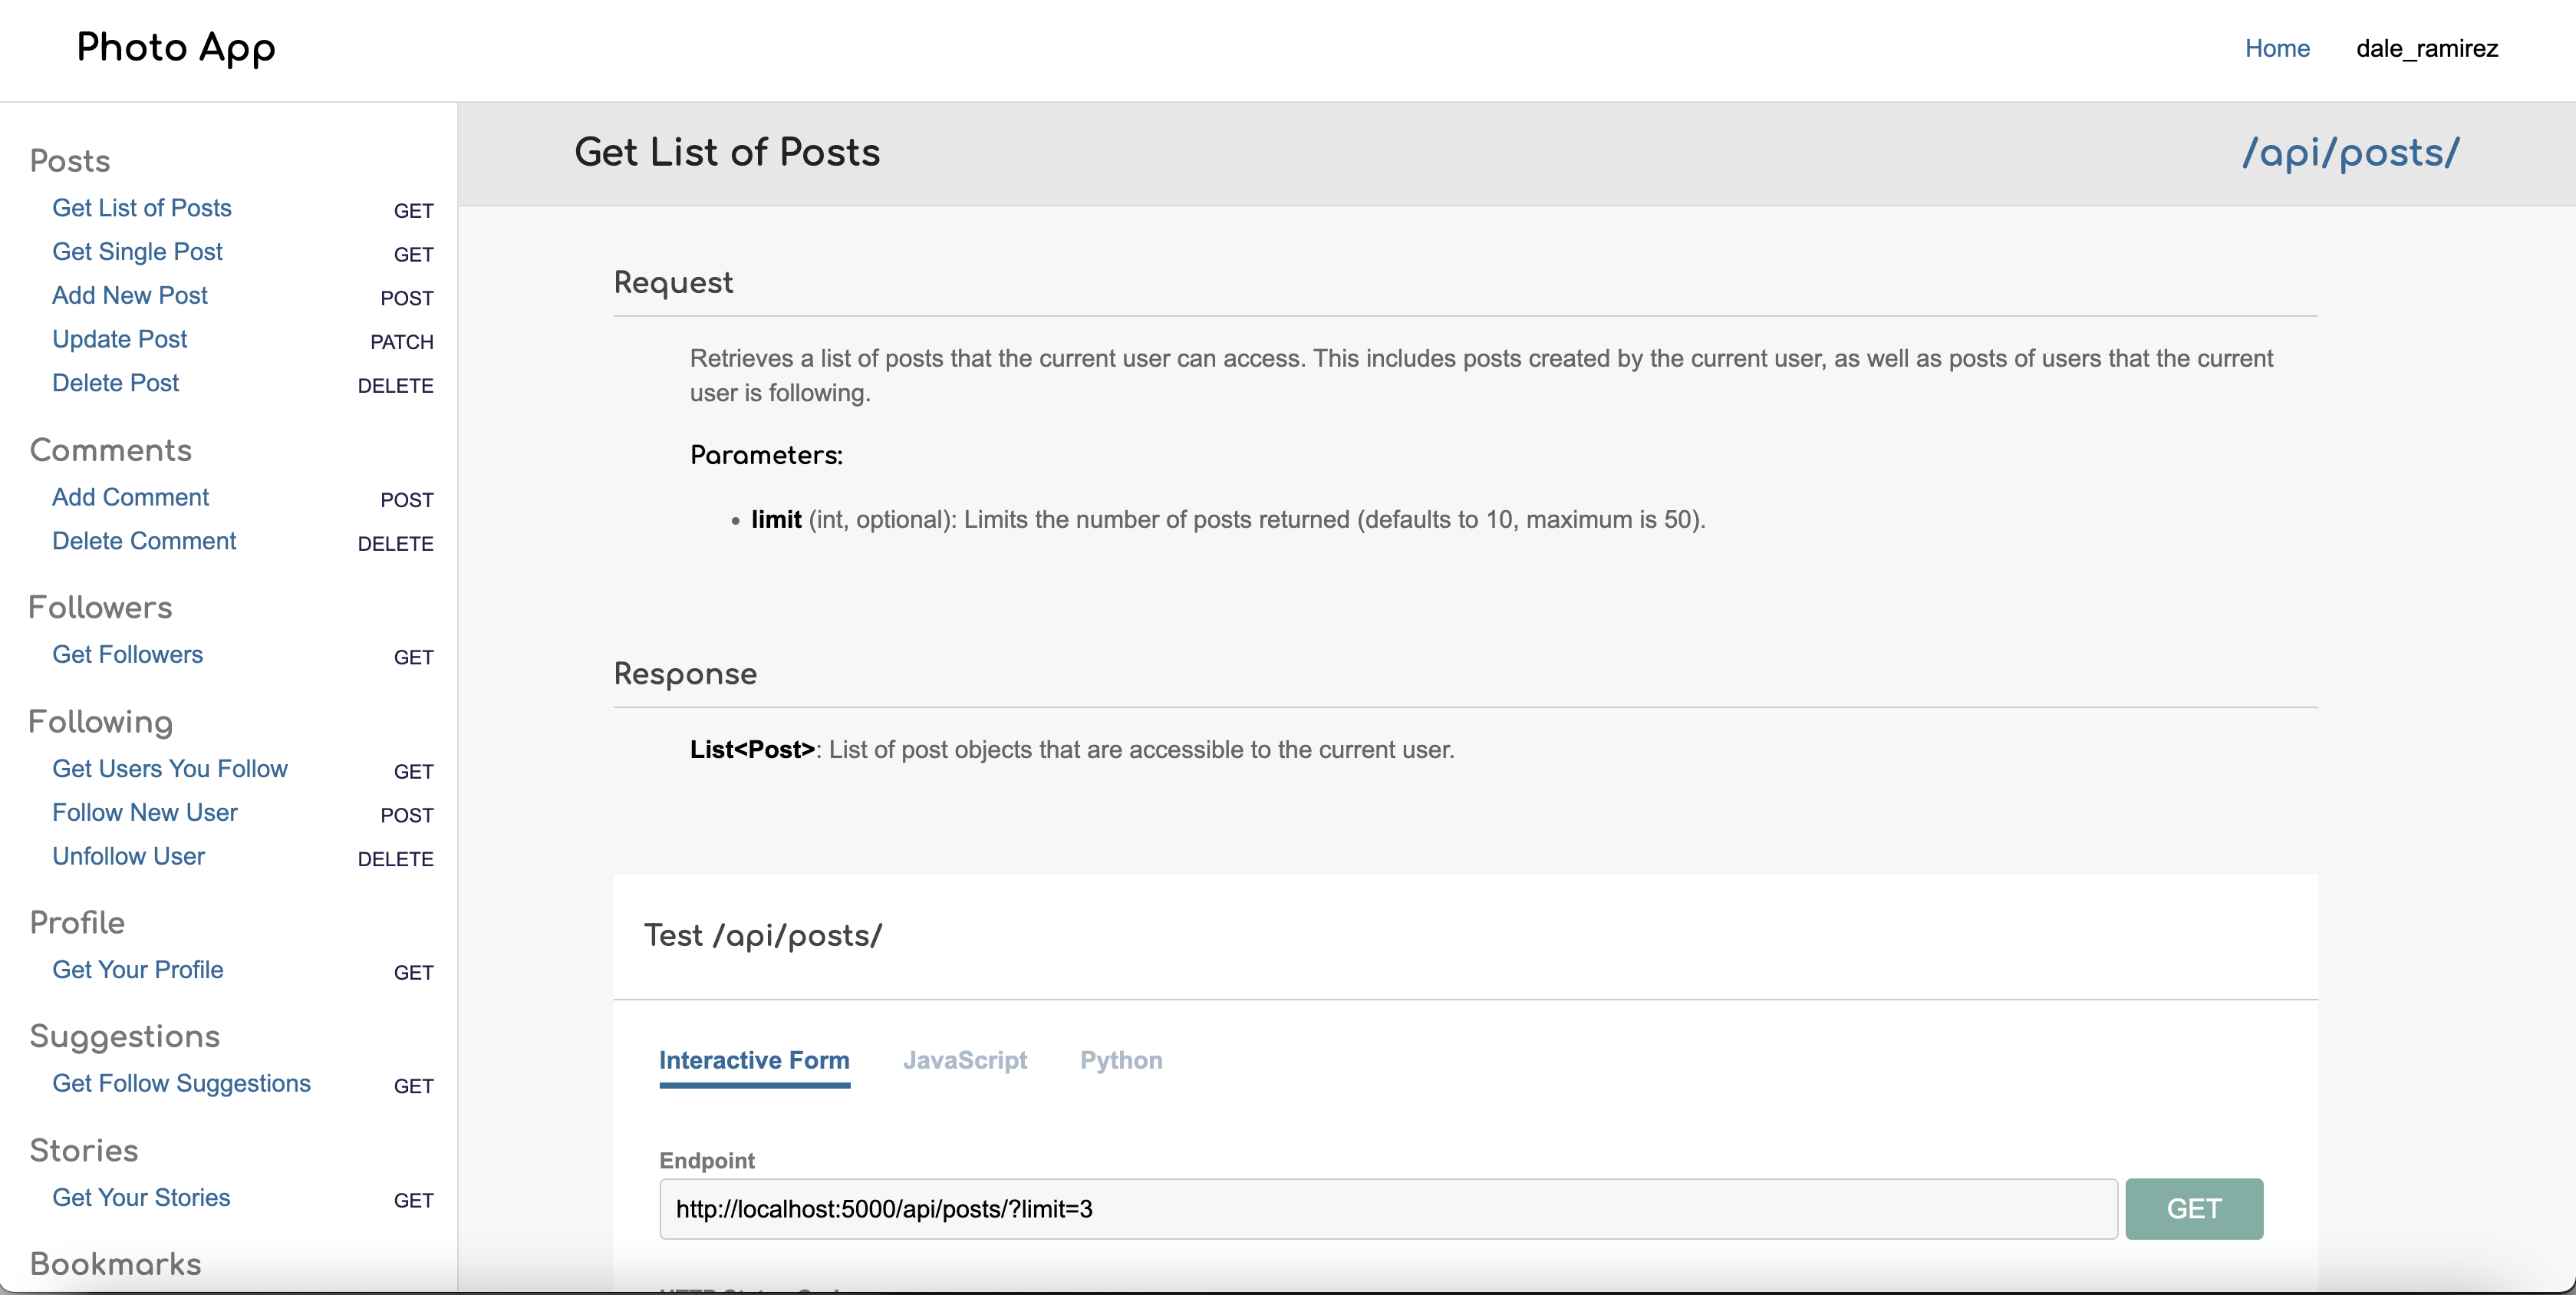 Photo App
Home dale_ramirez
Posts
Get List of Posts GET
Get Single Post GET
Add New Post POST
Update Post PATCH
Delete Post DELETE
Comments
Add Comment POST
Delete Comment DELETE
Followers
Get Followers GET
Following
Get Users You Follow GET
Follow New User POST
Unfollow User DELETE
Profile
Get Your Profile GET
Suggestions
Get Follow Suggestions GET
Stories
Get Your Stories GET
Bookmarks
Get List of Posts /api/posts/
Request
Retrieves a list of posts that the current user can access. This includes posts created by the current user, as well as posts of users that the current
user is following.
Parameters:
• limit (int, optional): Limits the number of posts returned (defaults to 10, maximum is 50).
Response
List<Post>: List of post objects that are accessible to the current user.
Test /api/posts/
Interactive Form JavaScript Python
Endpoint
http://localhost:5000/api/posts/?limit=3 GET